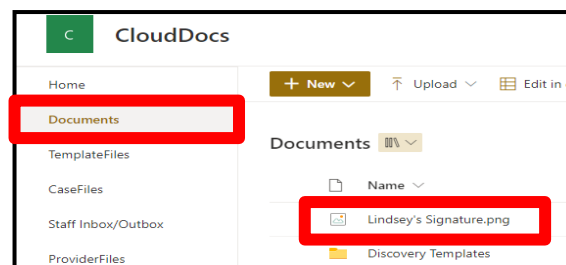 C CloudDocs
Home
+ New Upload Edit in
Documents
TemplateFiles
Documents
CaseFiles
Name
Staff Inbox/Outbox
Lindsey's Signature.png
ProviderFiles
Discovery Templates